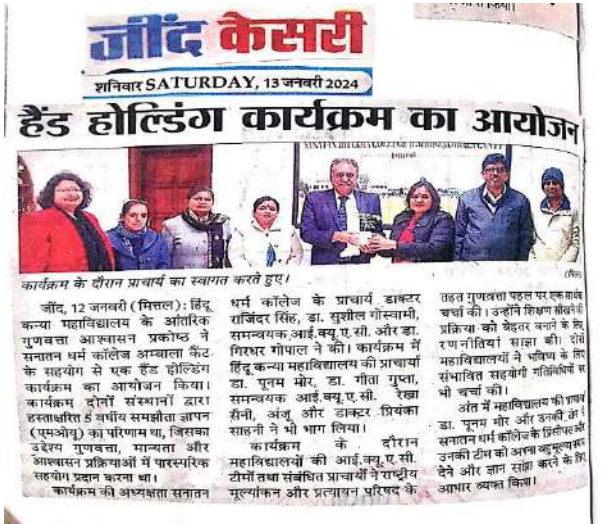 जींद केसरी
शनिवार SATURDAY, 13 जनवरी 2024
हैंड होल्डिंग कार्यक्रम का आयोजन
कार्यक्रम के दौरान प्राचार्य का स्वागत करते हुए।
जींद, 12 जनवरी (मित्तल): हिंदू
कन्या महाविद्यालय के आंतरिक
गुणवत्ता आश्वासन प्रकोष्ठ ने
सनातन धर्म कॉलेज अम्बाला कैंट
के सहयोग से एक हैंड होल्डिंग
कार्यक्रम का आयोजन किया।
कार्यक्रम दोनों संस्थानों द्वारा
हस्ताक्षरित 5 वर्षीय समझौता ज्ञापन
(एमओयू) का परिणाम था, जिसका
उद्देश्य गुणवत्ता, मान्यता और
आश्वासन प्रक्रियाओं में पारस्परिक
सहयोग प्रदान करना था।
कार्यक्रम की अध्यक्षता सनातन
धर्म कॉलेज के प्राचार्य डाक्टर
राजिंदर सिंह, डा. सुशील गोस्वामी,
समन्वयक आई.क्यू.ए.सी. और डा.
गिरधर गोपाल ने की। कार्यक्रम में
हिंदू कन्या महाविद्यालय की प्राचार्या
डा. पूनम मोर, डा. गीता गुप्ता,
समन्वयक आई.क्यू.ए.सी. रेखा
सैनी, अंजू और डाक्टर प्रियंका
साहनी ने भी भाग लिया।
कार्यक्रम के दौरान
महाविद्यालयों की आई.क्यू.ए.सी.
टीमों तथा संबंधित प्राचार्यों ने राष्ट्रीय
मूल्यांकन और प्रत्यायन परिषद के
तहत गुणवत्ता पहल पर एक सार्थक
चर्चा की। उन्होंने शिक्षण सीखने की
प्रक्रिया को बेहतर बनाने के लिए
रणनीतियां साझा की। दोनों
महाविद्यालयों ने भविष्य के लिए
संभावित सहयोगी गतिविधियों पर
भी चर्चा की।
अंत में महाविद्यालय की प्राचार्या
डा. पूनम मोर और उनकी टीम ने
सनातन धर्म कॉलेज के प्रिंसीपल और
उनकी टीम को अपना बहुमूल्य समय
देने और ज्ञान साझा करने के लिए
आभार व्यक्त किया।